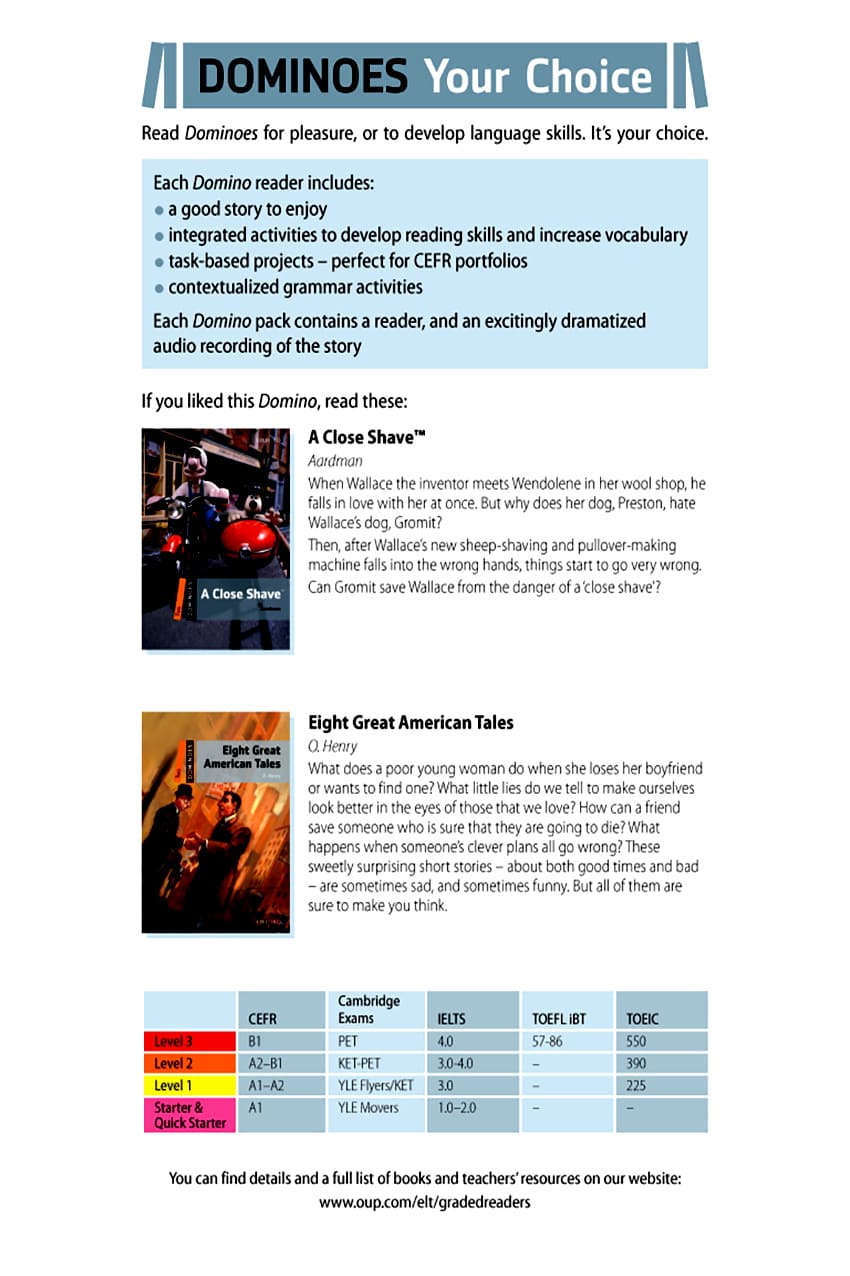 DOMINOES Your Choice
Read Dominoes for pleasure, or to develop language skills. It's your choice.
Each Domino reader includes:
• a good story to enjoy
• integrated activities to develop reading skills and increase vocabulary
• task-based projects – perfect for CEFR portfolios
• contextualized grammar activities
Each Domino pack contains a reader, and an excitingly dramatized
audio recording of the story
If you liked this Domino, read these:
A Close Shave
DOMINOES
A Close Shave™
Aardman
When Wallace the inventor meets Wendolene in her wool shop, he
falls in love with her at once. But why does her dog, Preston, hate
Wallace's dog, Gromit?
Then, after Wallace's new sheep-shaving and pullover-making
machine falls into the wrong hands, things start to go very wrong.
Can Gromit save Wallace from the danger of a 'close shave'?
DOMINOES
Eight Great
American Tales
Eight Great American Tales
O. Henry
What does a poor young woman do when she loses her boyfriend
or wants to find one? What little lies do we tell to make ourselves
look better in the eyes of those that we love? How can a friend
save someone who is sure that they are going to die? What
happens when someone's clever plans all go wrong? These
sweetly surprising short stories – about both good times and bad
– are sometimes sad, and sometimes funny. But all of them are
sure to make you think.
CEFR Cambridge Exams IELTS TOEFL iBT TOEIC
Level 3 B1 PET 4.0 57-86 550
Level 2 A2–B1 KET-PET 3.0-4.0 – 390
Level 1 A1–A2 YLE Flyers/KET 3.0 – 225
Starter & Quick Starter A1 YLE Movers 1.0–2.0 – –
You can find details and a full list of books and teachers' resources on our website:
www.oup.com/elt/gradedreaders